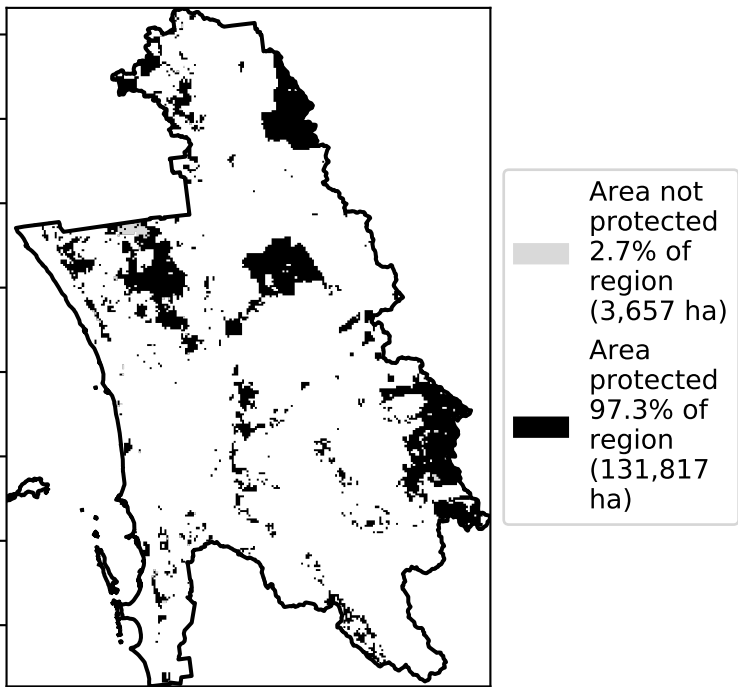 Area not
protected
2.7% of
region
(3,657 ha)
Area
protected
97.3% of
region
(131,817
ha)